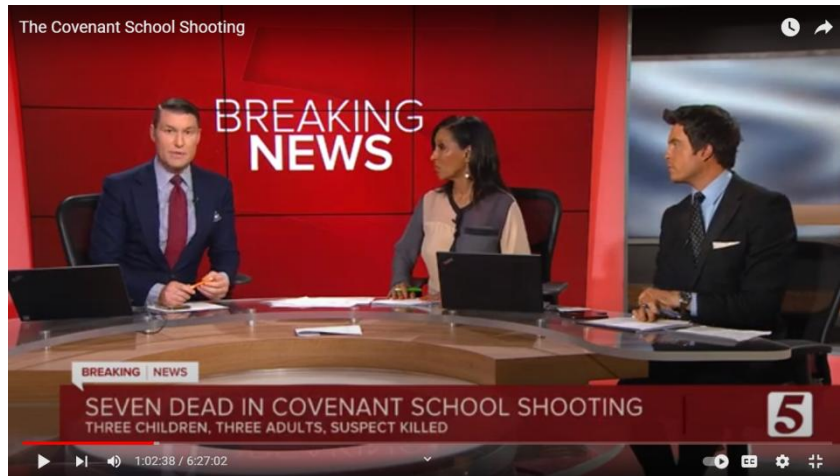 The Covenant School Shooting
BREAKING
NEWS
BREAKING | NEWS
SEVEN DEAD IN COVENANT SCHOOL SHOOTING
THREE CHILDREN, THREE ADULTS, SUSPECT KILLED
5
1:02:38 / 6:27:02
CC